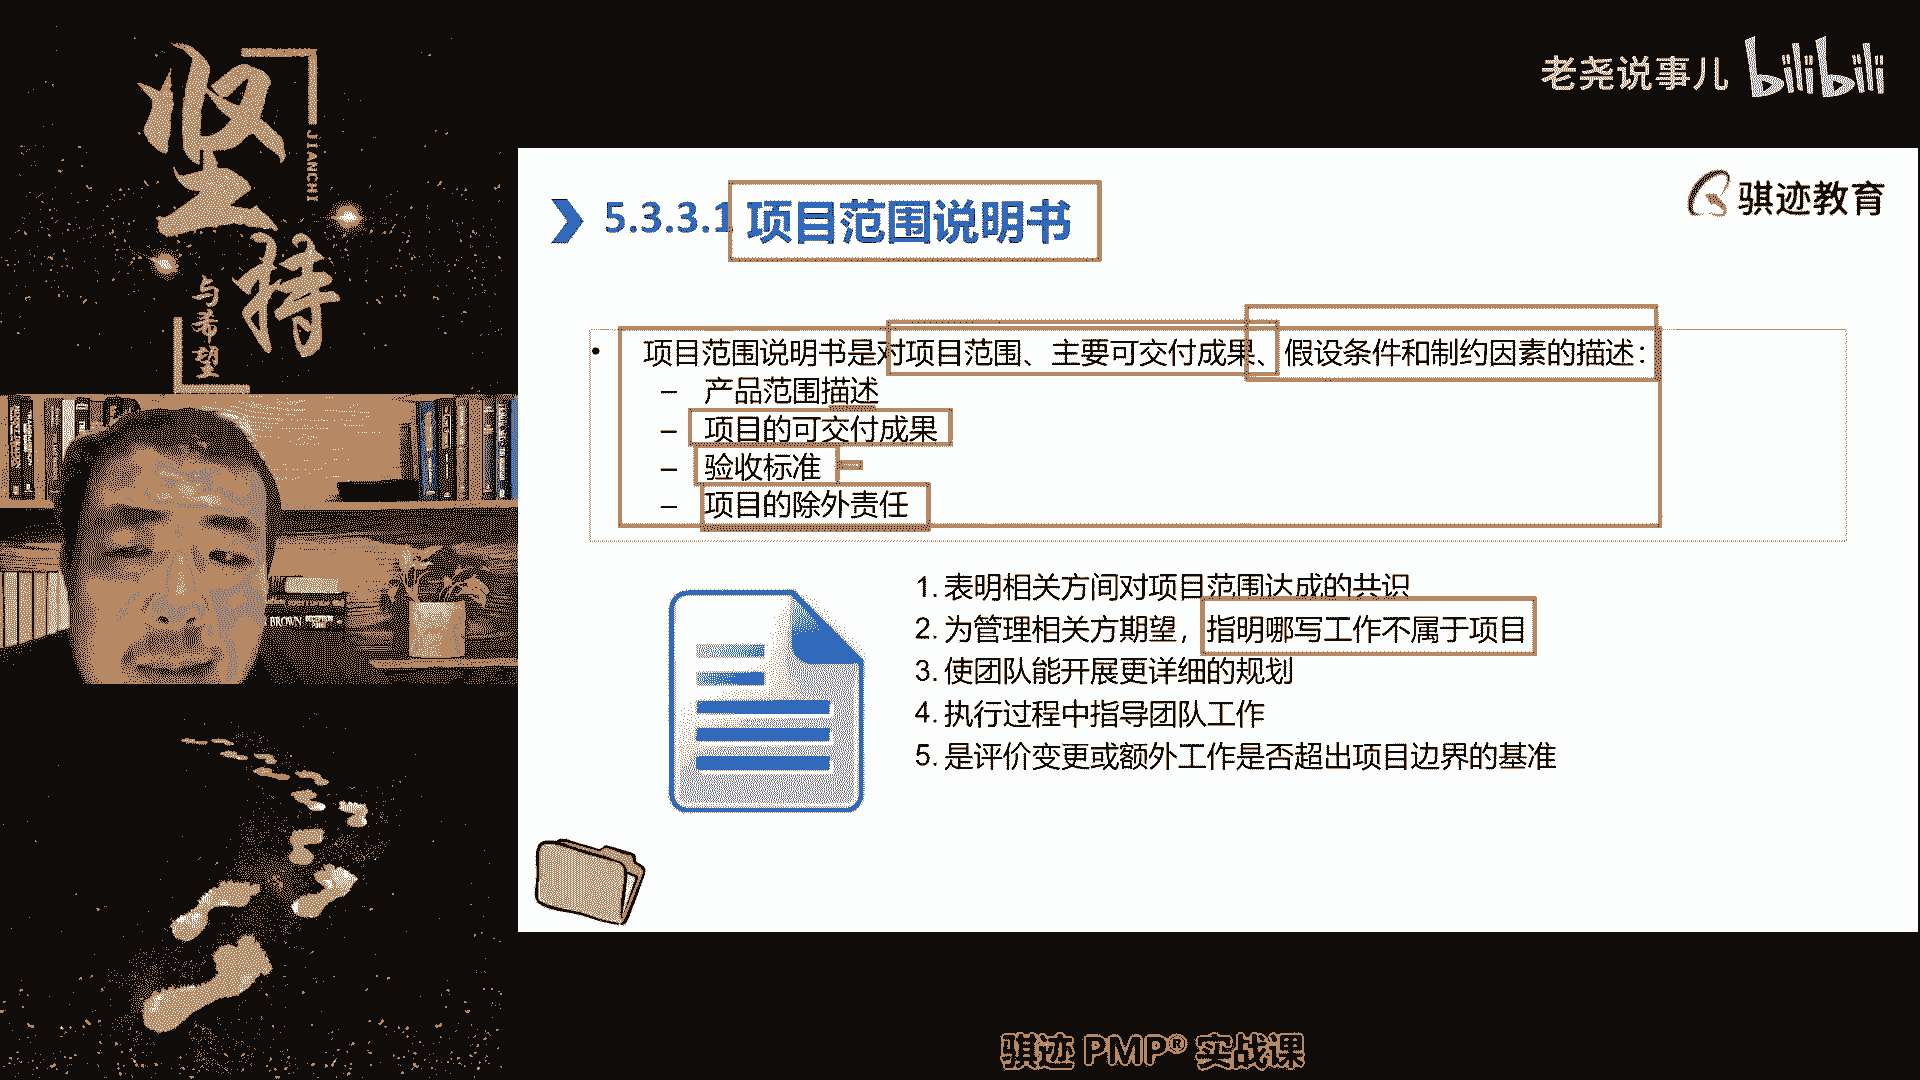 坚持
JIANCHI
与希望
老尧说事儿 bilibili
骐迹教育
5.3.3.1 项目范围说明书
• 项目范围说明书是对项目范围、主要可交付成果、假设条件和制约因素的描述：
– 产品范围描述
– 项目的可交付成果
– 验收标准
– 项目的除外责任
1. 表明相关方间对项目范围达成的共识
2. 为管理相关方期望，指明哪写工作不属于项目
3. 使团队能开展更详细的规划
4. 执行过程中指导团队工作
5. 是评价变更或额外工作是否超出项目边界的基准
BROWN
骐迹 PMP® 实战课